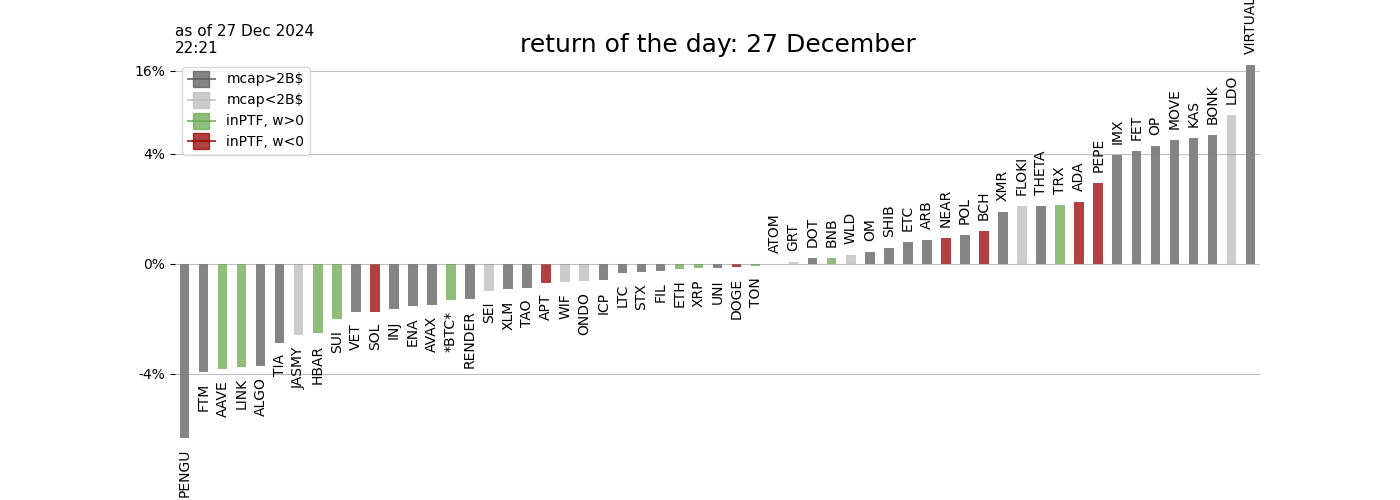 as of 27 Dec 2024
22:21
return of the day: 27 December
mcap>2B$
mcap<2B$
inPTF, w>0
inPTF, w<0
16%
4%
0%
-4%
PENGU
FTM
AAVE
LINK
ALGO
TIA
JASMY
HBAR
SUI
VET
SOL
INJ
ENA
AVAX
*BTC*
RENDER
SEI
XLM
TAO
APT
WIF
ONDO
ICP
LTC
STX
FIL
ETH
XRP
UNI
DOGE
TON
ATOM
GRT
DOT
BNB
WLD
OM
SHIB
ETC
ARB
NEAR
POL
BCH
XMR
FLOKI
THETA
TRX
ADA
PEPE
IMX
FET
OP
MOVE
KAS
BONK
LDO
VIRTUAL